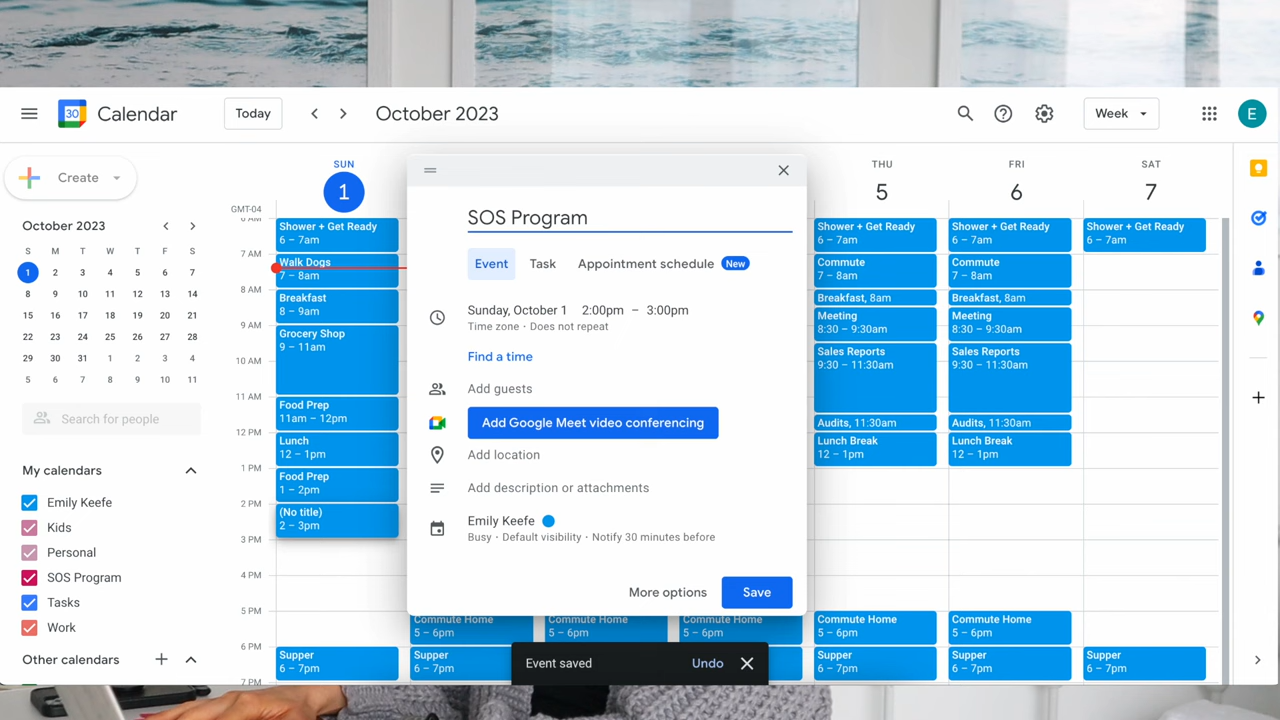 30 Calendar
Today
October 2023
Week
E
Create
October 2023
S M T W T F S
1 2 3 4 5 6 7
8 9 10 11 12 13 14
15 16 17 18 19 20 21
22 23 24 25 26 27 28
29 30 31 1 2 3 4
5 6 7 8 9 10 11
Search for people
My calendars
Emily Keefe
Kids
Personal
SOS Program
Tasks
Work
Other calendars
GMT-04
6 AM
7 AM
8 AM
9 AM
10 AM
11 AM
12 PM
1 PM
2 PM
3 PM
4 PM
5 PM
6 PM
7 PM
SUN
1
Shower + Get Ready
6 – 7am
Walk Dogs
7 – 8am
Breakfast
8 – 9am
Grocery Shop
9 – 11am
Food Prep
11am – 12pm
Lunch
12 – 1pm
Food Prep
1 – 2pm
(No title)
2 – 3pm
Supper
6 – 7pm
SOS Program
Event Task Appointment schedule New
Sunday, October 1 2:00pm – 3:00pm
Time zone · Does not repeat
Find a time
Add guests
Add Google Meet video conferencing
Add location
Add description or attachments
Emily Keefe
Busy · Default visibility · Notify 30 minutes before
More options Save
Commute Home
5 – 6pm
Supper
6 – 7pm
Commute Home
5 – 6pm
Commute Home
5 – 6pm
Event saved Undo
THU
5
Shower + Get Ready
6 – 7am
Commute
7 – 8am
Breakfast, 8am
Meeting
8:30 – 9:30am
Sales Reports
9:30 – 11:30am
Audits, 11:30am
Lunch Break
12 – 1pm
Commute Home
5 – 6pm
Supper
6 – 7pm
FRI
6
Shower + Get Ready
6 – 7am
Commute
7 – 8am
Breakfast, 8am
Meeting
8:30 – 9:30am
Sales Reports
9:30 – 11:30am
Audits, 11:30am
Lunch Break
12 – 1pm
Commute Home
5 – 6pm
Supper
6 – 7pm
SAT
7
Shower + Get Ready
6 – 7am
Supper
6 – 7pm